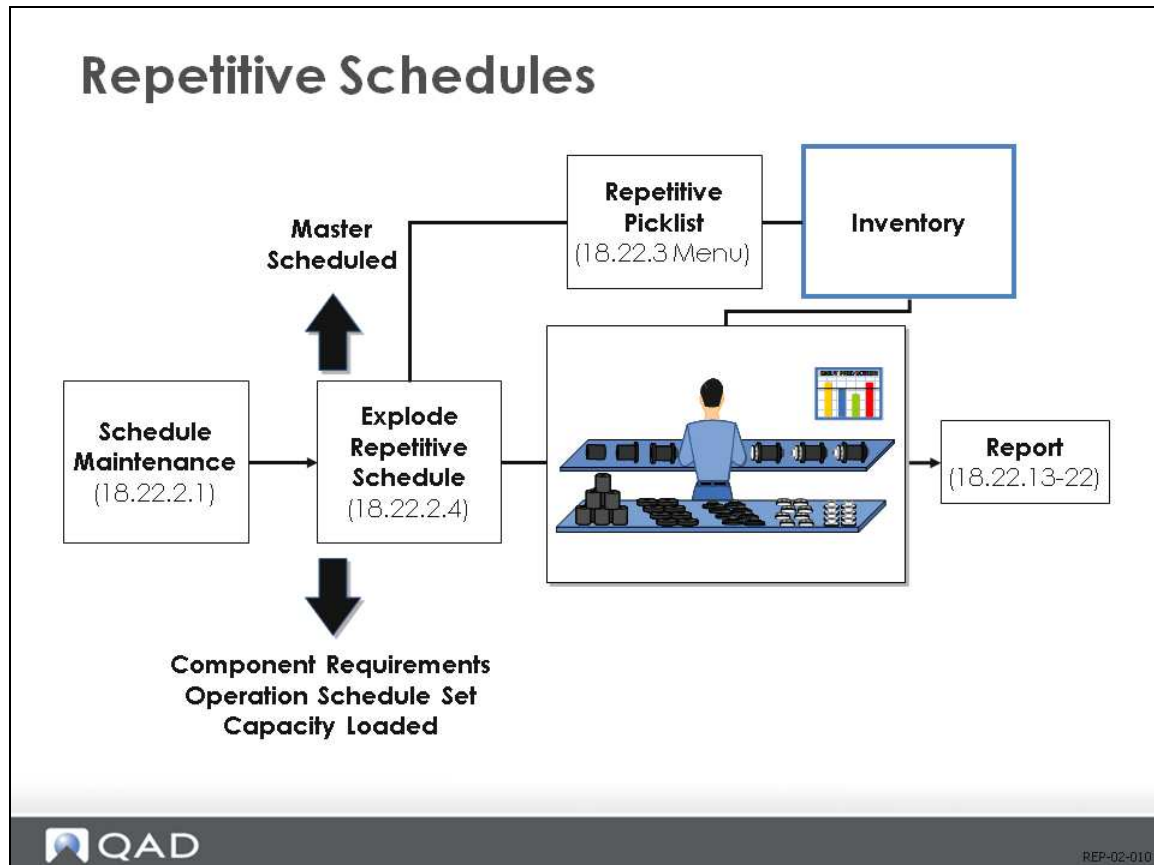 Repetitive Schedules
Master
Scheduled
Repetitive
Picklist
(18.22.3 Menu)
Inventory
Schedule
Maintenance
(18.22.2.1)
Explode
Repetitive
Schedule
(18.22.2.4)
Report
(18.22.13-22)
Component Requirements
Operation Schedule Set
Capacity Loaded
QAD
REP-02-010